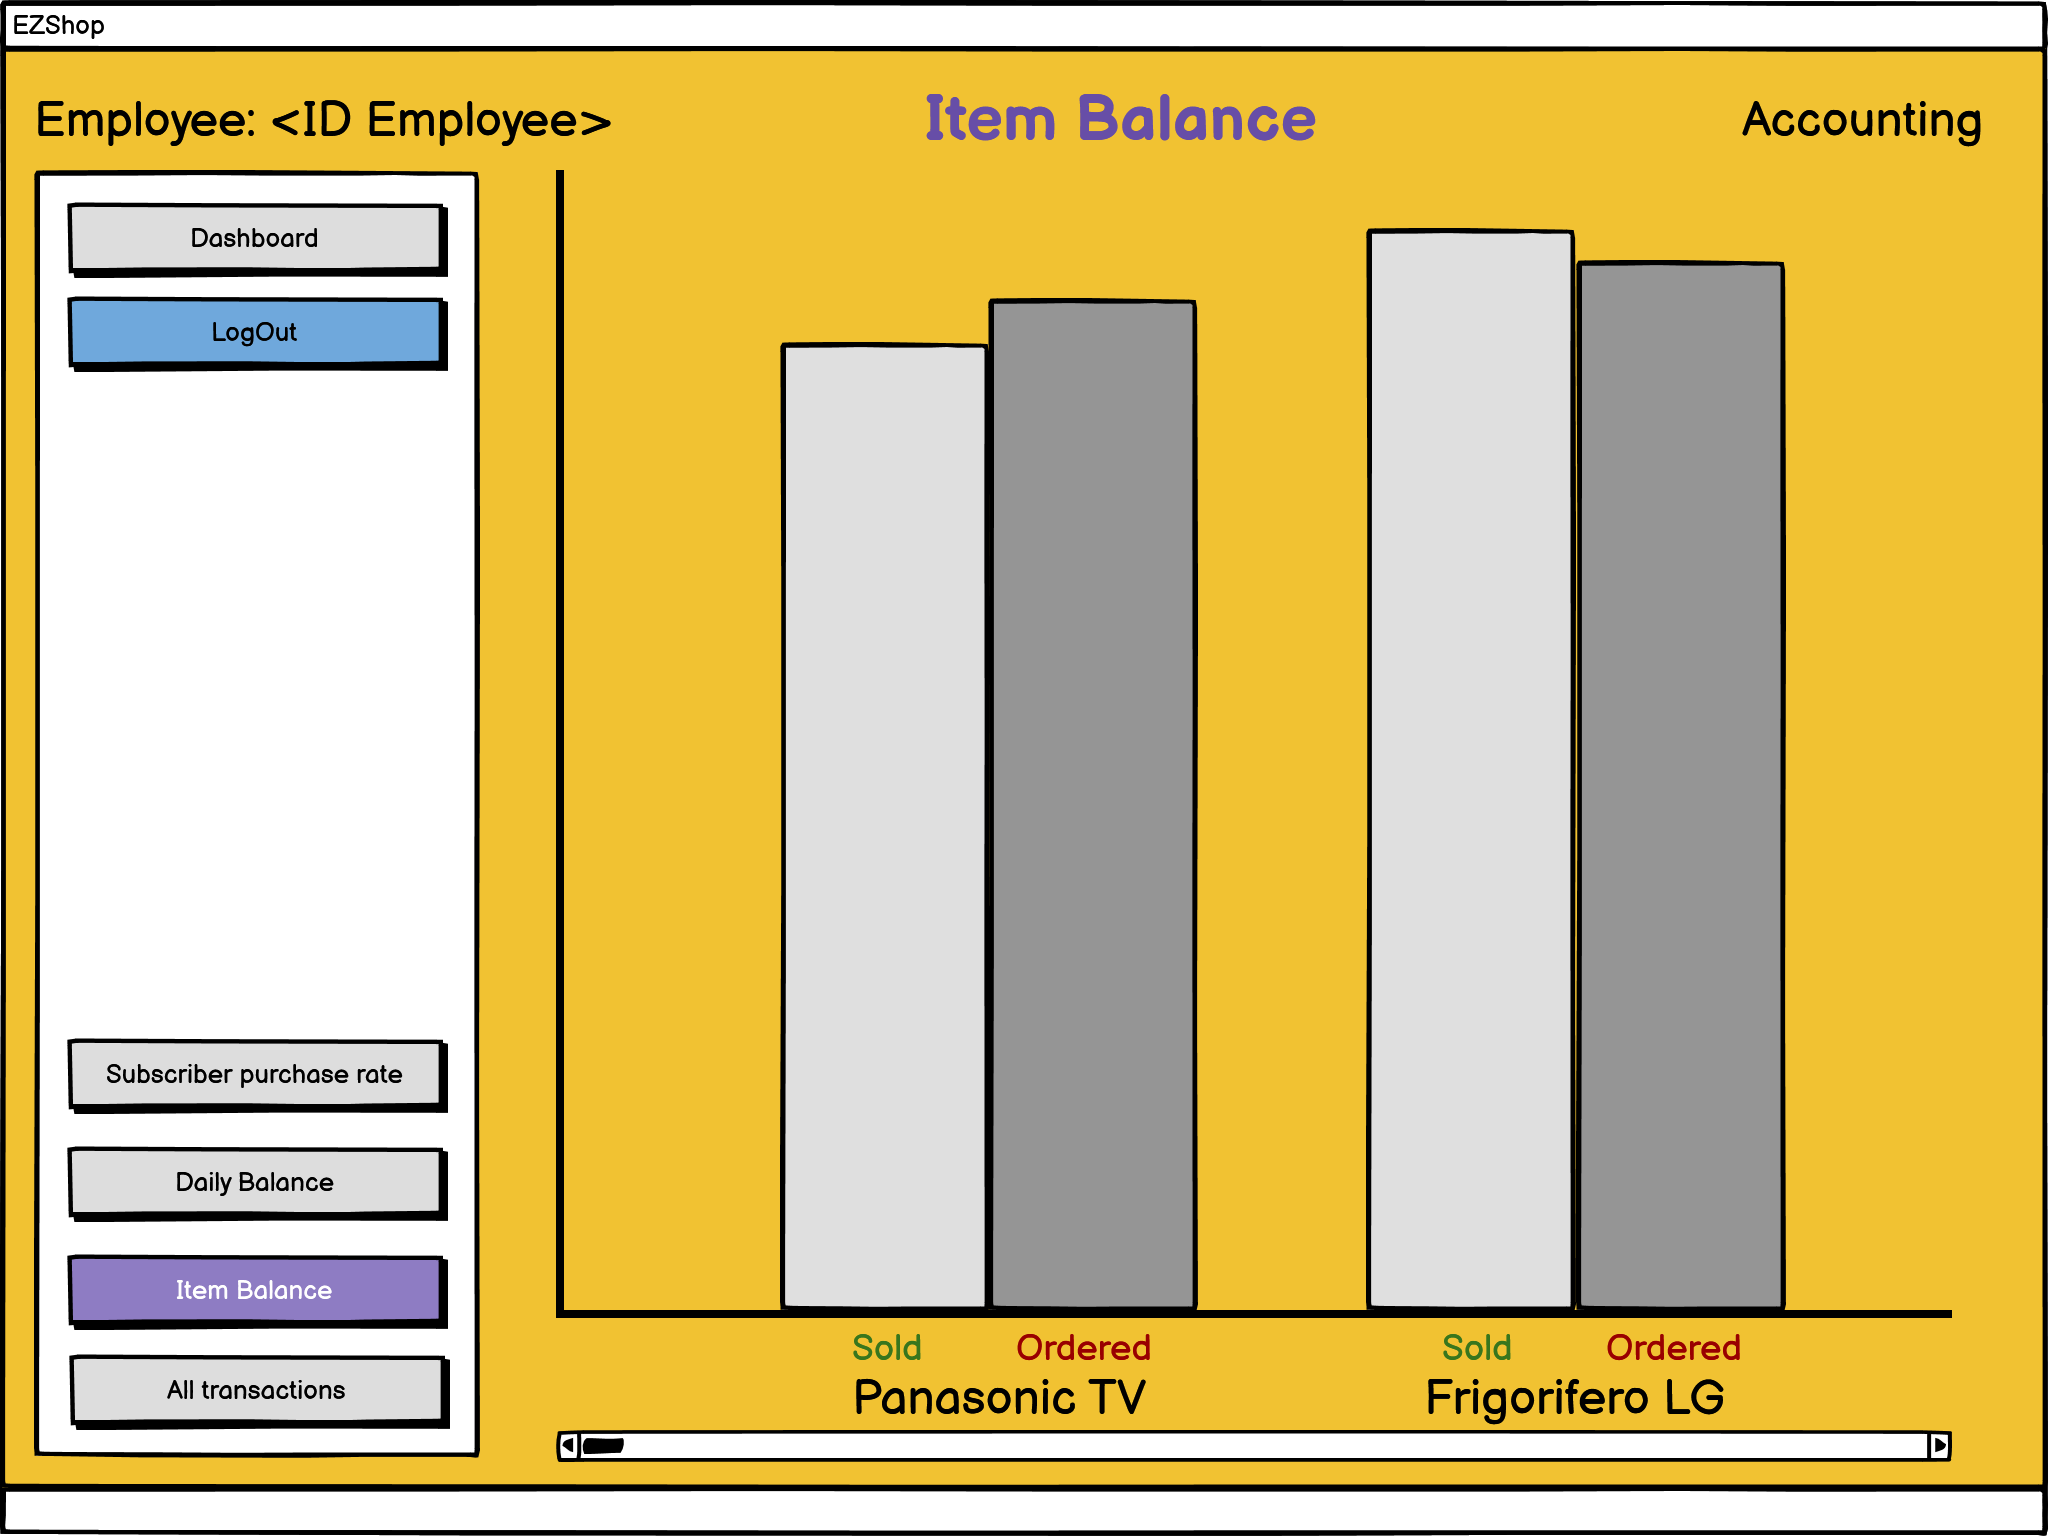 EZShop
Employee: <ID Employee>
Item Balance
Accounting
Dashboard
LogOut
Subscriber purchase rate
Daily Balance
Item Balance
All transactions
Sold
Ordered
Sold
Ordered
Panasonic TV
Frigorifero LG